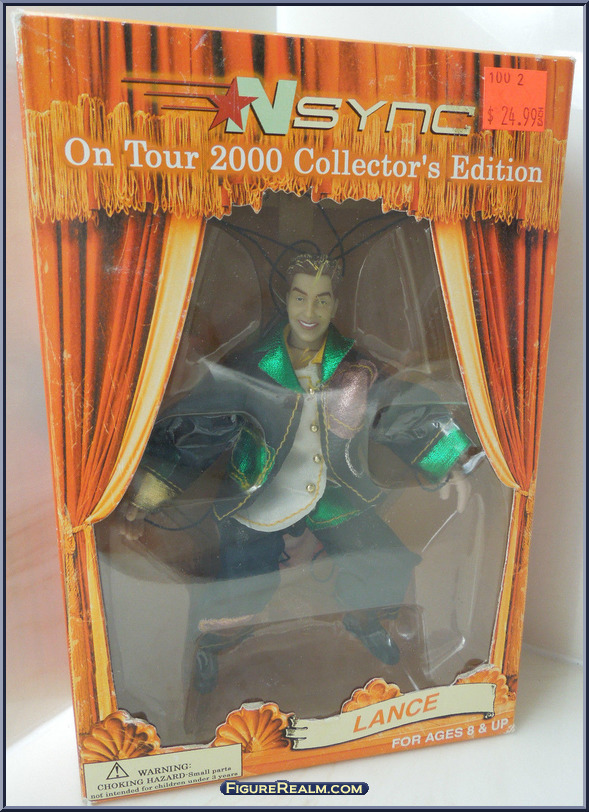 NSYNC
100 2
$ 24.99
On Tour 2000 Collector's Edition
LANCE
FOR AGES 8 & UP
WARNING:
CHOKING HAZARD-Small parts
not intended for children under 3 years
FIGUREREALM.COM